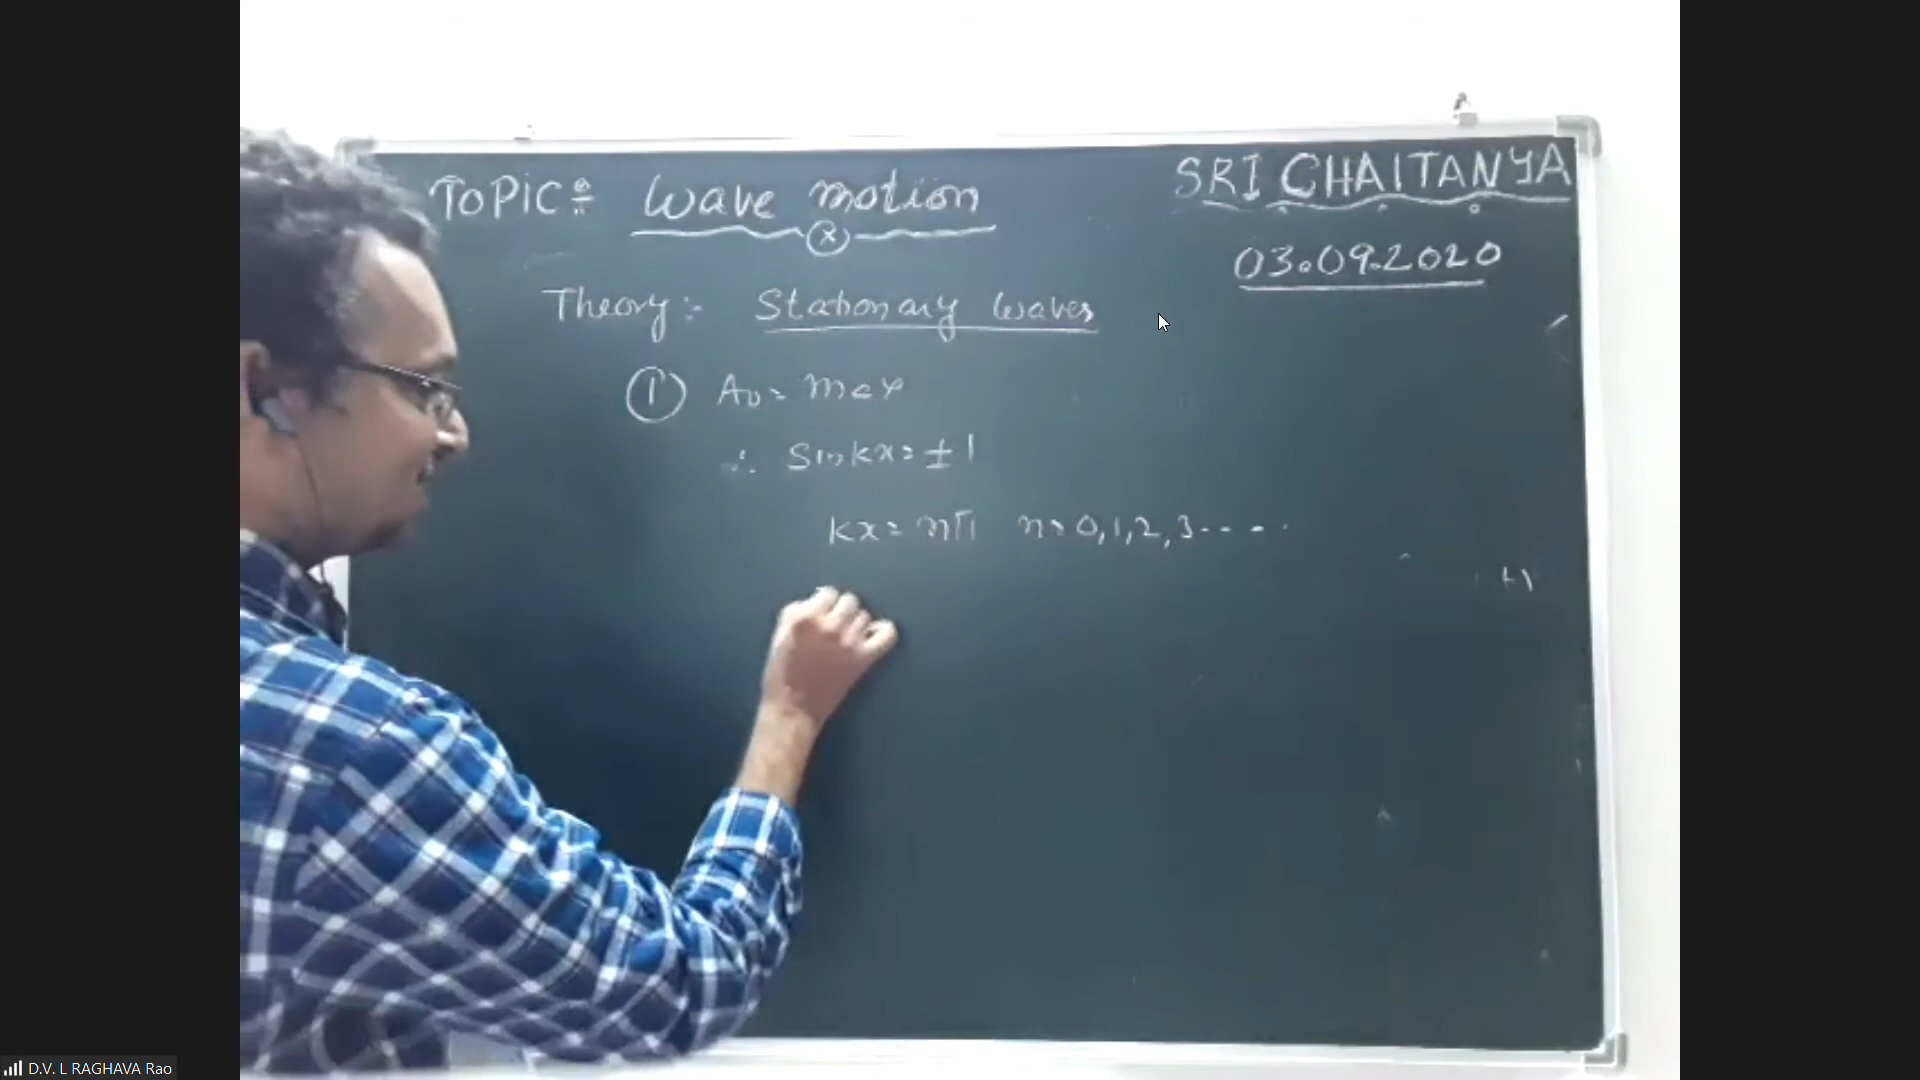 TOPIC:- Wave motion
SRI CHAITANYA
03.09.2020
Theory :- Stationary waves
① A₀ = max
∴ Sinkx = ±1
kx = nπ n = 0,1,2,3-----
D.V. L RAGHAVA Rao